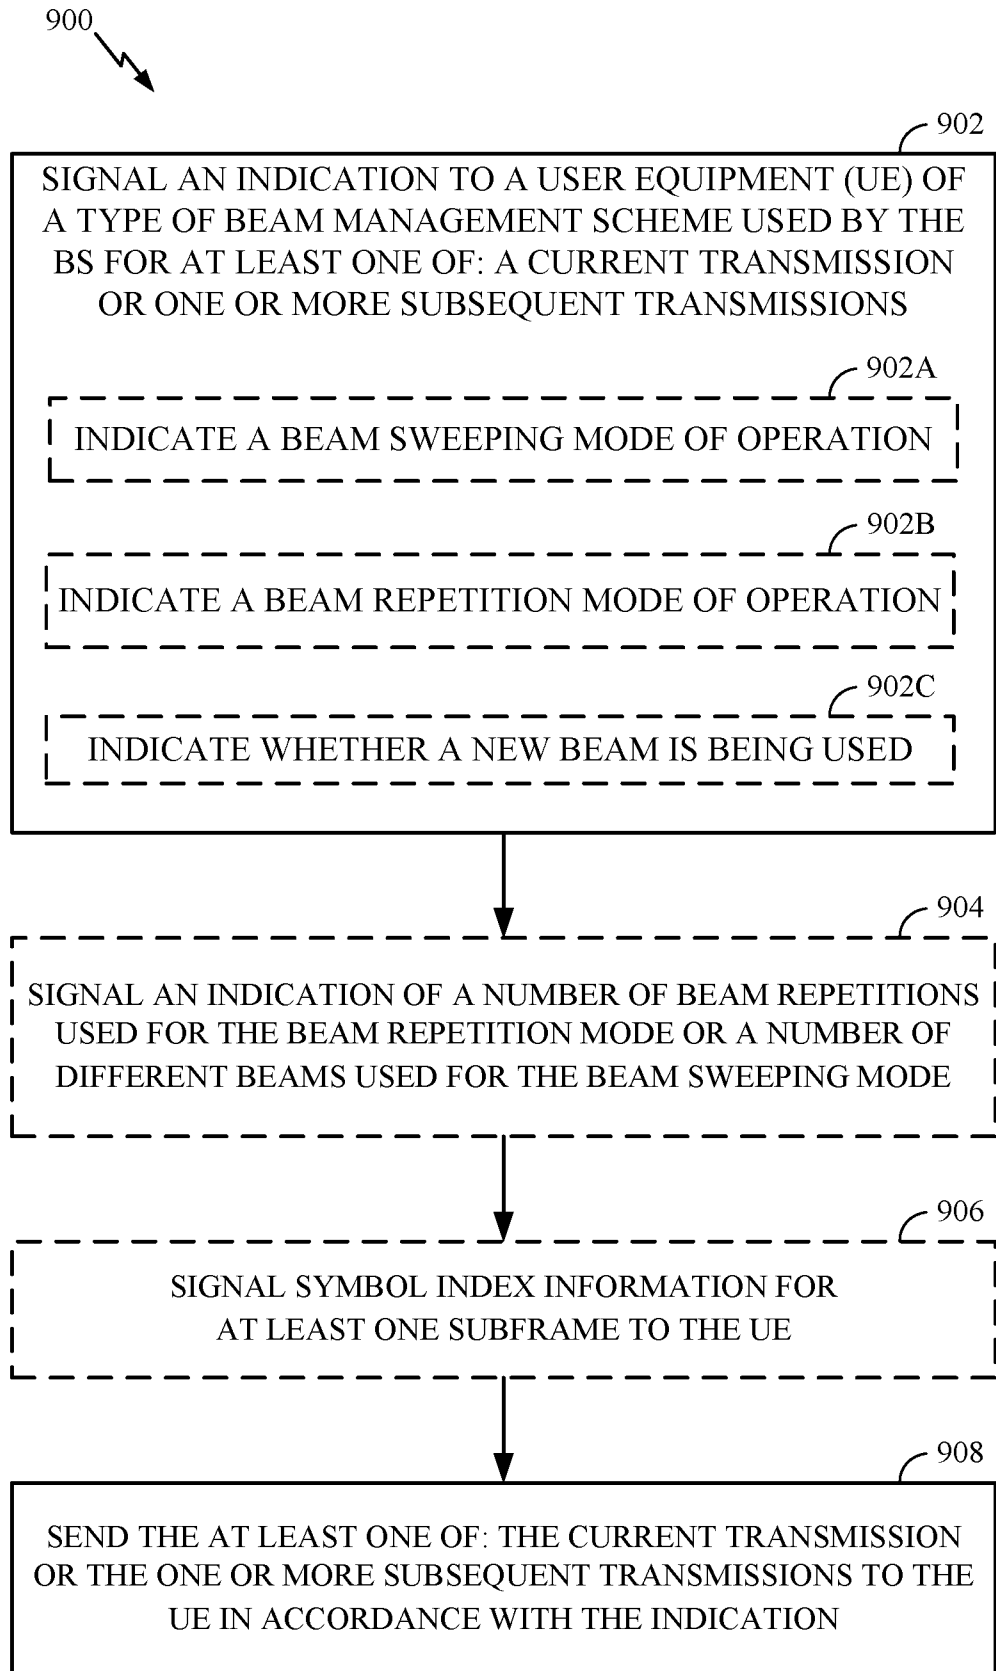 900
902
SIGNAL AN INDICATION TO A USER EQUIPMENT (UE) OF
A TYPE OF BEAM MANAGEMENT SCHEME USED BY THE
BS FOR AT LEAST ONE OF: A CURRENT TRANSMISSION
OR ONE OR MORE SUBSEQUENT TRANSMISSIONS
902A
INDICATE A BEAM SWEEPING MODE OF OPERATION
902B
INDICATE A BEAM REPETITION MODE OF OPERATION
902C
INDICATE WHETHER A NEW BEAM IS BEING USED
904
SIGNAL AN INDICATION OF A NUMBER OF BEAM REPETITIONS
USED FOR THE BEAM REPETITION MODE OR A NUMBER OF
DIFFERENT BEAMS USED FOR THE BEAM SWEEPING MODE
906
SIGNAL SYMBOL INDEX INFORMATION FOR
AT LEAST ONE SUBFRAME TO THE UE
908
SEND THE AT LEAST ONE OF: THE CURRENT TRANSMISSION
OR THE ONE OR MORE SUBSEQUENT TRANSMISSIONS TO THE
UE IN ACCORDANCE WITH THE INDICATION